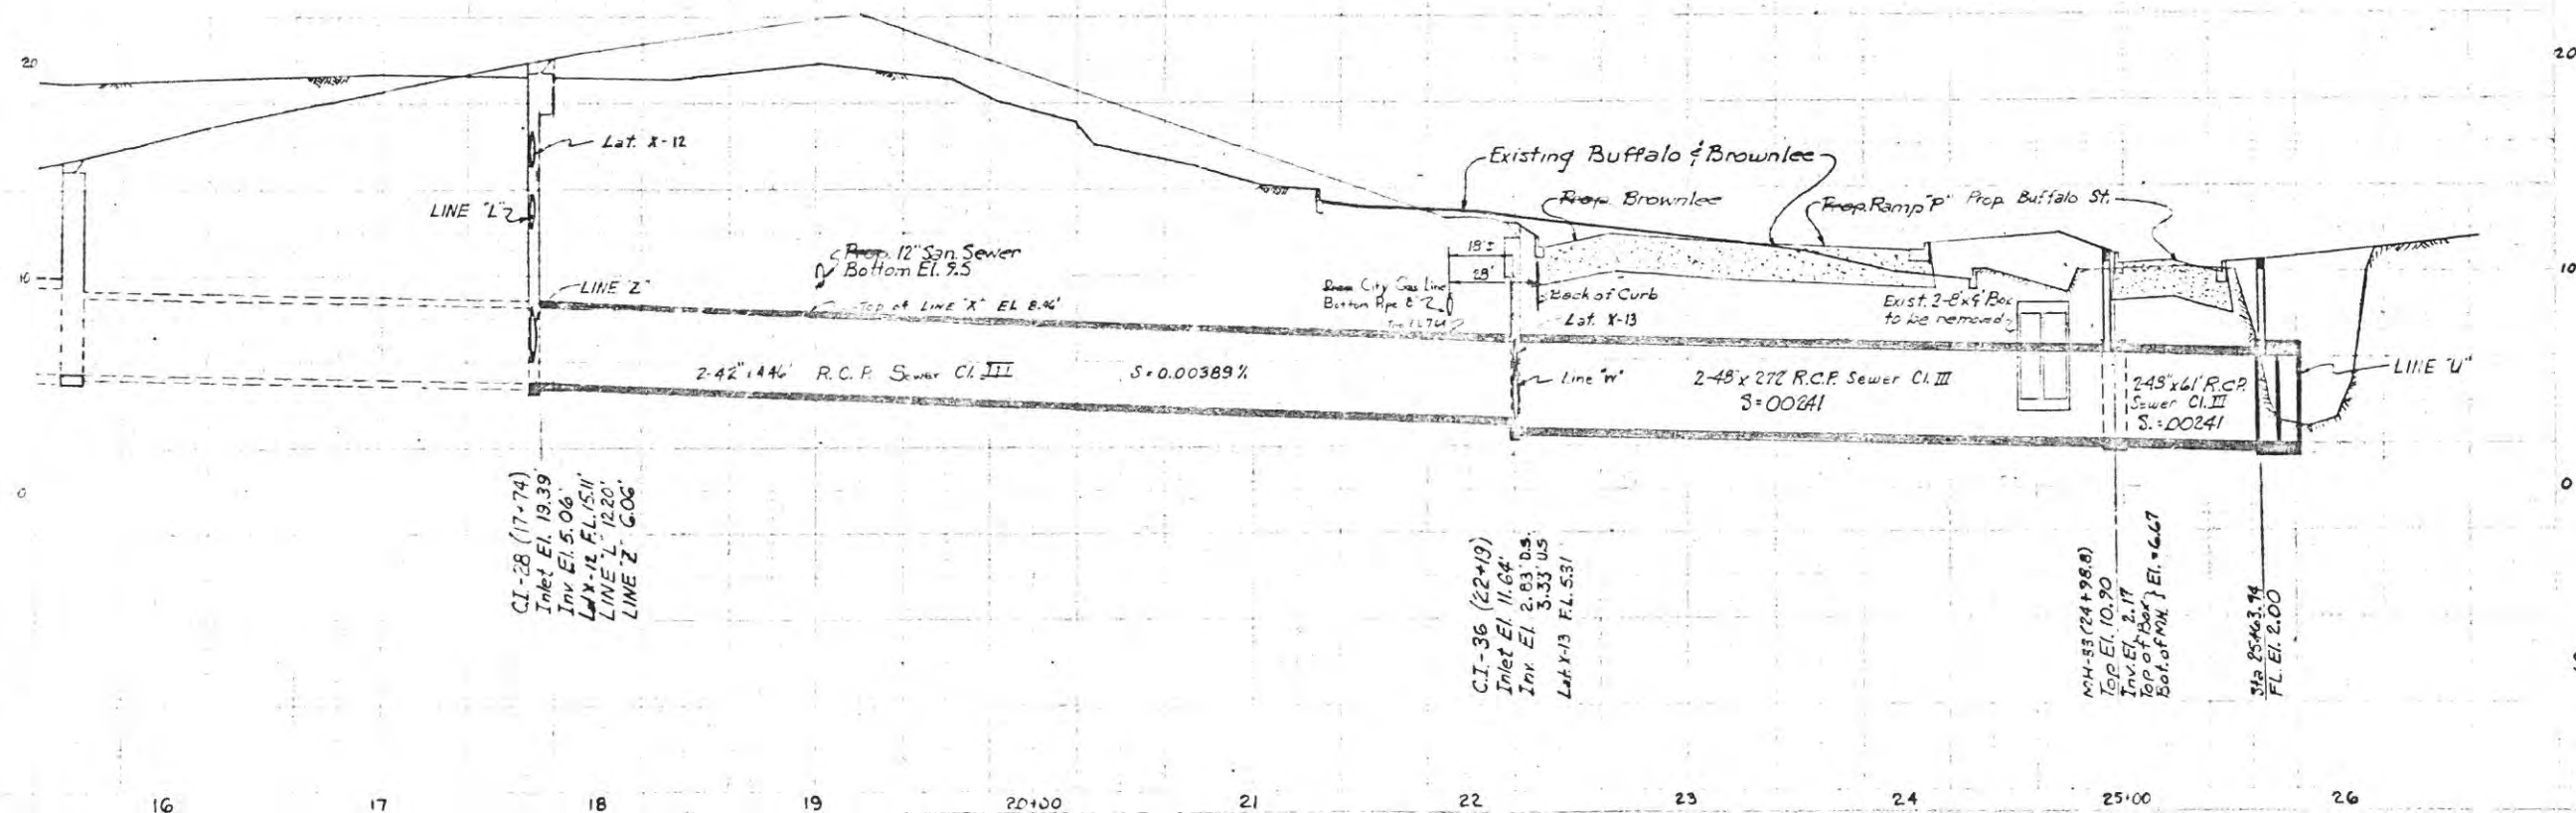 20
20
Lat. X-12
Existing Buffalo & Brownlee
LINE "L"
Prop. Brownlee
Prop. Ramp "P"
Prop. Buffalo St.
Prop. 12" San. Sewer
Bottom El. 9.5
18'±
28'
10
10
LINE "Z"
City Gas Line
Bottom Pipe
Back of Curb
Exist. 2-8'x4' Box
to be removed
Top of LINE "X" EL 8.46'
Lat. X-13
2-42" x 446' R.C.P. Sewer Cl. III
S=0.00389%
Line "W"
2-48" x 272 R.C.P. Sewer Cl. III
S=00241
2-48" x 61' R.C.P.
Sewer Cl. III
S.=.00241
LINE "U"
0
0
C.I.-28 (17+74)
Inlet El. 19.39'
Inv El. 5.06'
Lat X-12 F.L. 15.11'
LINE "L" 12.20'
LINE "Z" 6.06'
C.I.-36 (22+19)
Inlet El. 11.64'
Inv. El. 2.83' D.S.
3.33' U.S
Lat. X-13 F.L. 5.31'
MH-33 (24+98.8)
Top El. 10.90
Inv. El. 2.17
Top of Box } El. = 6.67
Bot. of MH.
Sta 25+63.94
FL. El. 2.00
16
17
18
19
20+00
21
22
23
24
25+00
26